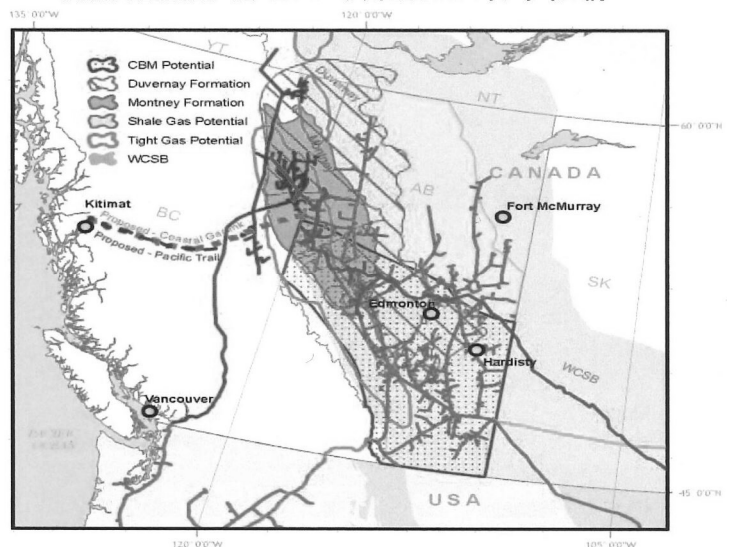 135°0'0"W
120°0'0"W
YT
CBM Potential
Duvernay Formation
Montney Formation
Shale Gas Potential
Tight Gas Potential
WCSB
Duvernay
NT
60°0'0"N
CANADA
AB
Fort McMurray
Kitimat
BC
Proposed - Coastal GasLink
Proposed - Pacific Trail
SK
Edmonton
Hardisty
WCSB
Vancouver
USA
45°0'0"N
120°0'0"W
105°0'0"W